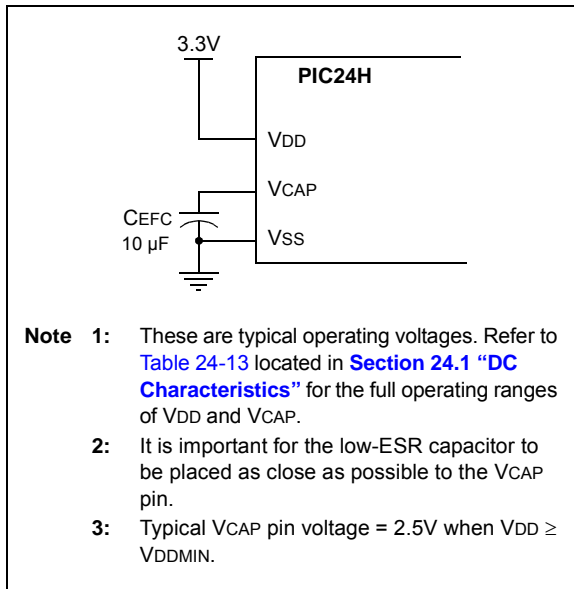 3.3V
PIC24H
VDD
VCAP
CEFC
10 µF
VSS
Note 1: These are typical operating voltages. Refer to
Table 24-13 located in Section 24.1 “DC
Characteristics” for the full operating ranges
of VDD and VCAP.
2: It is important for the low-ESR capacitor to
be placed as close as possible to the VCAP
pin.
3: Typical VCAP pin voltage = 2.5V when VDD ≥
VDDMIN.